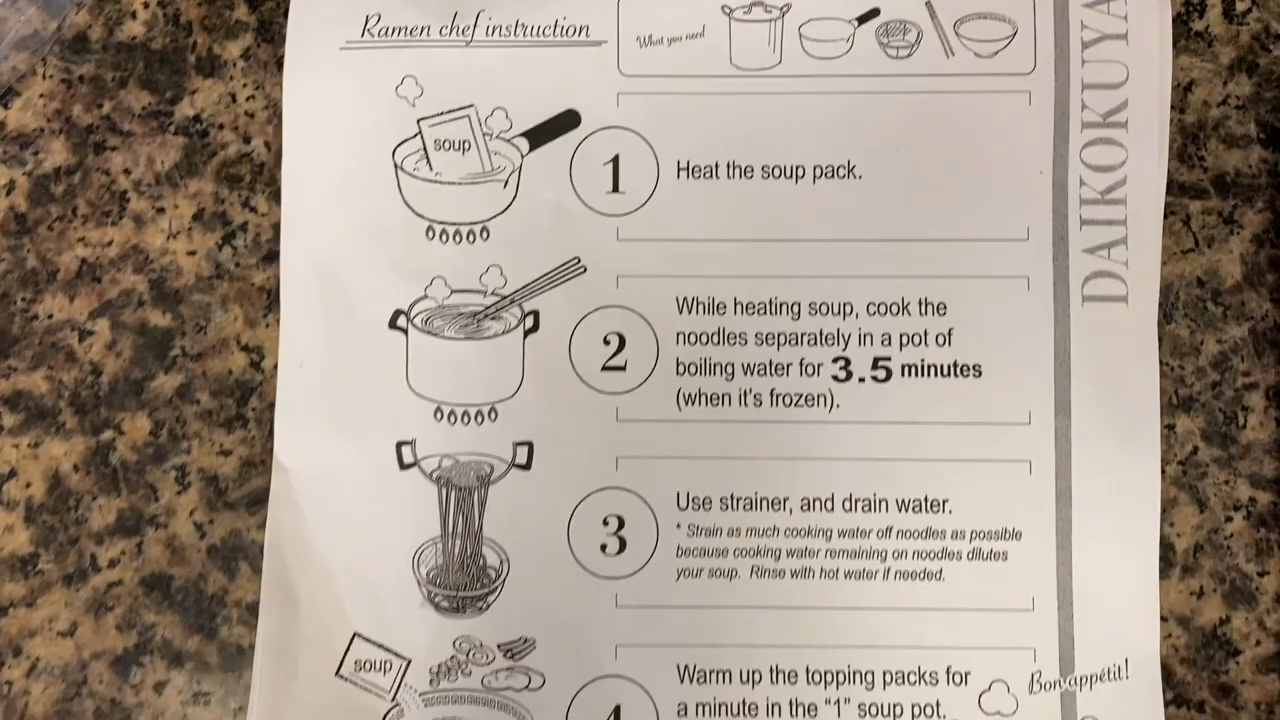 Ramen chef instruction
What you need
soup
1
Heat the soup pack.
2
While heating soup, cook the
noodles separately in a pot of
boiling water for 3.5 minutes
(when it's frozen).
3
Use strainer, and drain water.
* Strain as much cooking water off noodles as possible
because cooking water remaining on noodles dilutes
your soup. Rinse with hot water if needed.
soup
4
Warm up the topping packs for
a minute in the "1" soup pot.
Bon appétit!
DAIKOKUYA